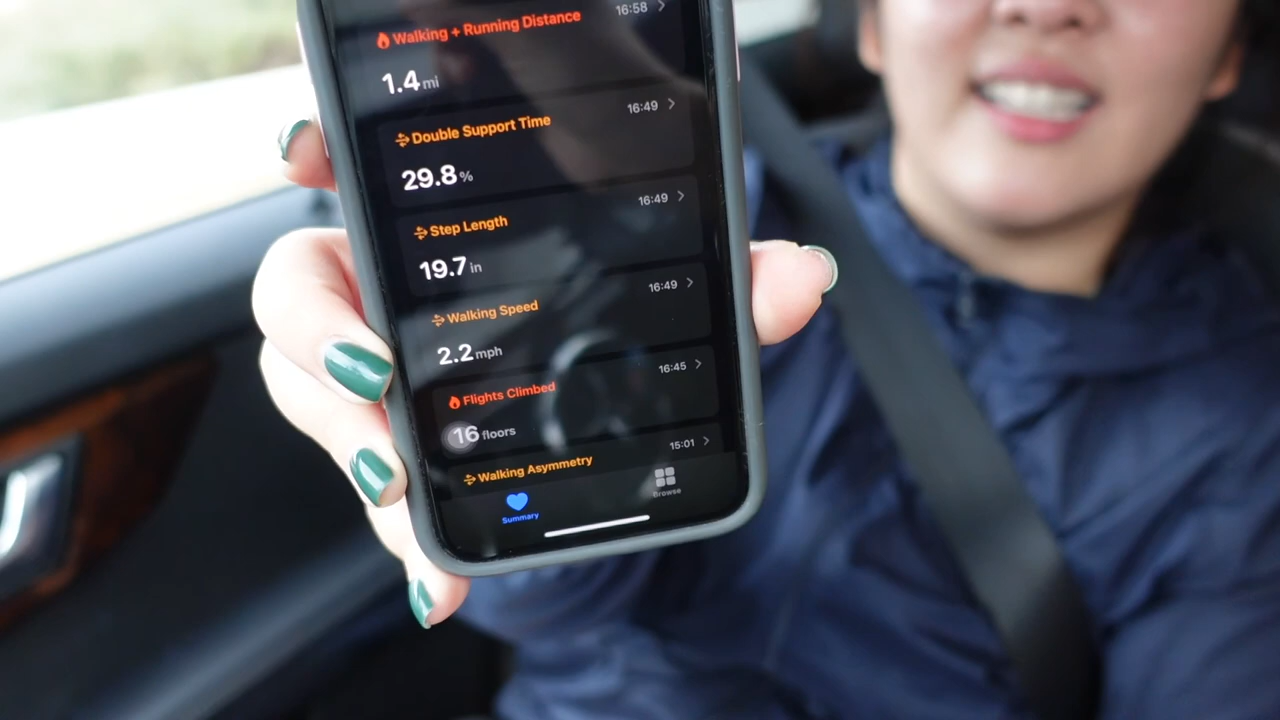 16:58
Walking + Running Distance
1.4 mi
16:49
Double Support Time
29.8 %
16:49
Step Length
19.7 in
16:49
Walking Speed
2.2 mph
16:45
Flights Climbed
16 floors
15:01
Walking Asymmetry
Summary
Browse